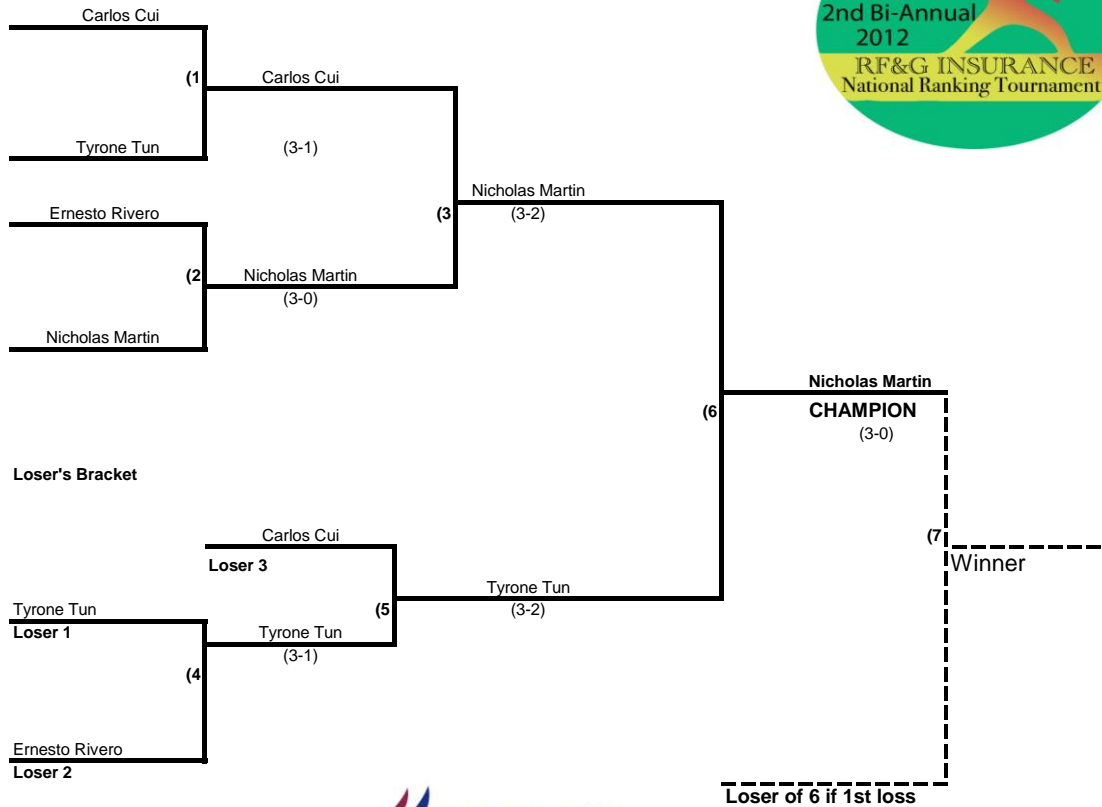 Carlos Cui
2nd Bi-Annual
2012
RF&G INSURANCE
National Ranking Tournament
(1
Carlos Cui
Tyrone Tun
(3-1)
Nicholas Martin
Ernesto Rivero
(3
(3-2)
(2
Nicholas Martin
(3-0)
Nicholas Martin
Nicholas Martin
(6
CHAMPION
(3-0)
Loser's Bracket
Carlos Cui
(7
Loser 3
Winner
Tyrone Tun
Tyrone Tun
(5
(3-2)
Loser 1
Tyrone Tun
(3-1)
(4
Ernesto Rivero
Loser 2
Loser of 6 if 1st loss